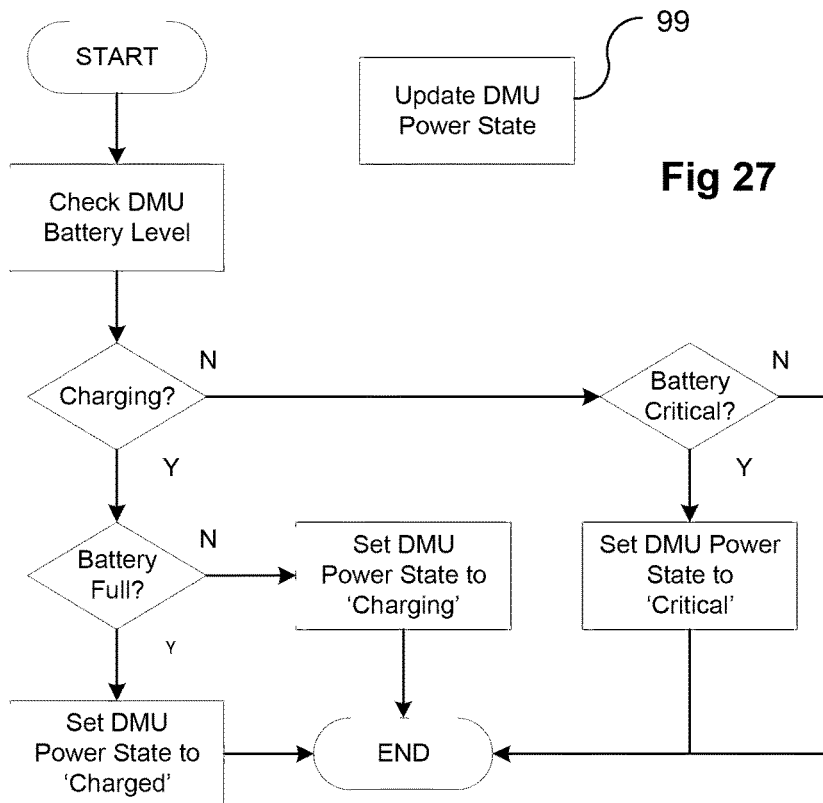 START
99
Update DMU
Power State
Fig 27
Check DMU
Battery Level
Charging?
N
Battery
Critical?
N
Y
Y
Battery
Full?
N
Set DMU
Power State to
‘Charging’
Set DMU Power
State to
‘Critical’
Y
Set DMU
Power State to
‘Charged’
END